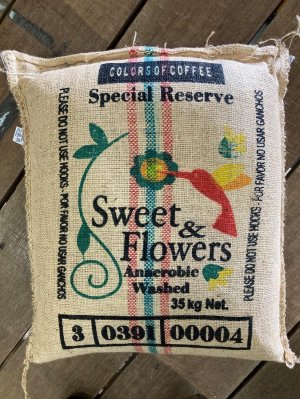 COLORS OF COFFEE
Special Reserve
PLEASE DO NOT USE HOOKS - FOR FAVOR NO USAR GANCHOS
Sweet
&
Flowers
Anaerobic
Washed
35 kg Net.
PLEASE DO NOT USE HOOKS - POR FAVOR NO USAR GANCHOS
3 0391 00004